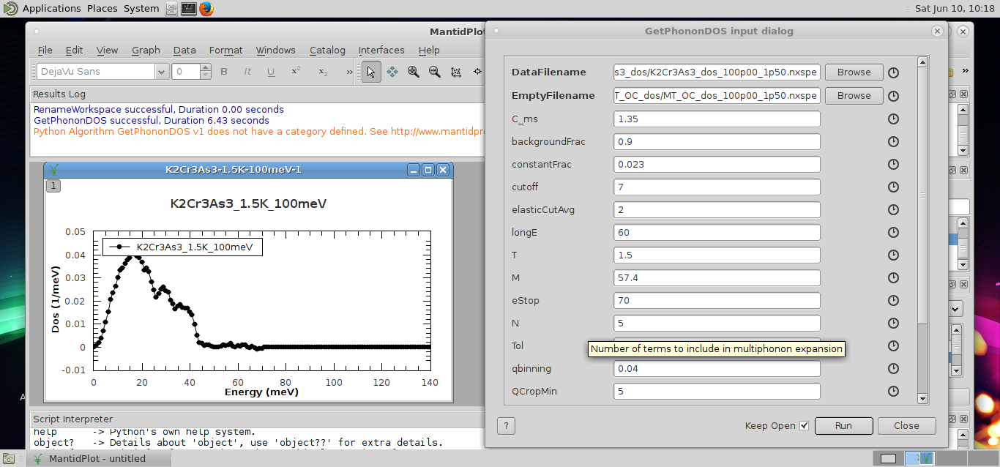 Applications Places System
Sat Jun 10, 10:18
MantidPlot
File Edit View Graph Data Format Windows Catalog Interfaces Help
DejaVu Sans 0 B It U x² x₂ » »
Results Log
RenameWorkspace successful, Duration 0.00 seconds
GetPhononDOS successful, Duration 6.43 seconds
Python Algorithm GetPhononDOS v1 does not have a category defined. See http://www.mantidpro
K2Cr3As3-1.5K-100meV-1
1
K2Cr3As3_1.5K_100meV
K2Cr3As3_1.5K_100meV
0.05
0.04
0.03
0.02
0.01
0
-0.01
Dos (1/meV)
0 20 40 60 80 100 120 140
Energy (meV)
Script Interpreter
help -> Python's own help system.
object? -> Details about 'object', use 'object??' for extra details.
GetPhononDOS input dialog
DataFilename s3_dos/K2Cr3As3_dos_100p00_1p50.nxspe Browse
EmptyFilename T_OC_dos/MT_OC_dos_100p00_1p50.nxspe Browse
C_ms 1.35
backgroundFrac 0.9
constantFrac 0.023
cutoff 7
elasticCutAvg 2
longE 60
T 1.5
M 57.4
eStop 70
N 5
Tol
Number of terms to include in multiphonon expansion
qbinning 0.04
QCropMin 5
? Keep Open Run Close
MantidPlot - untitled